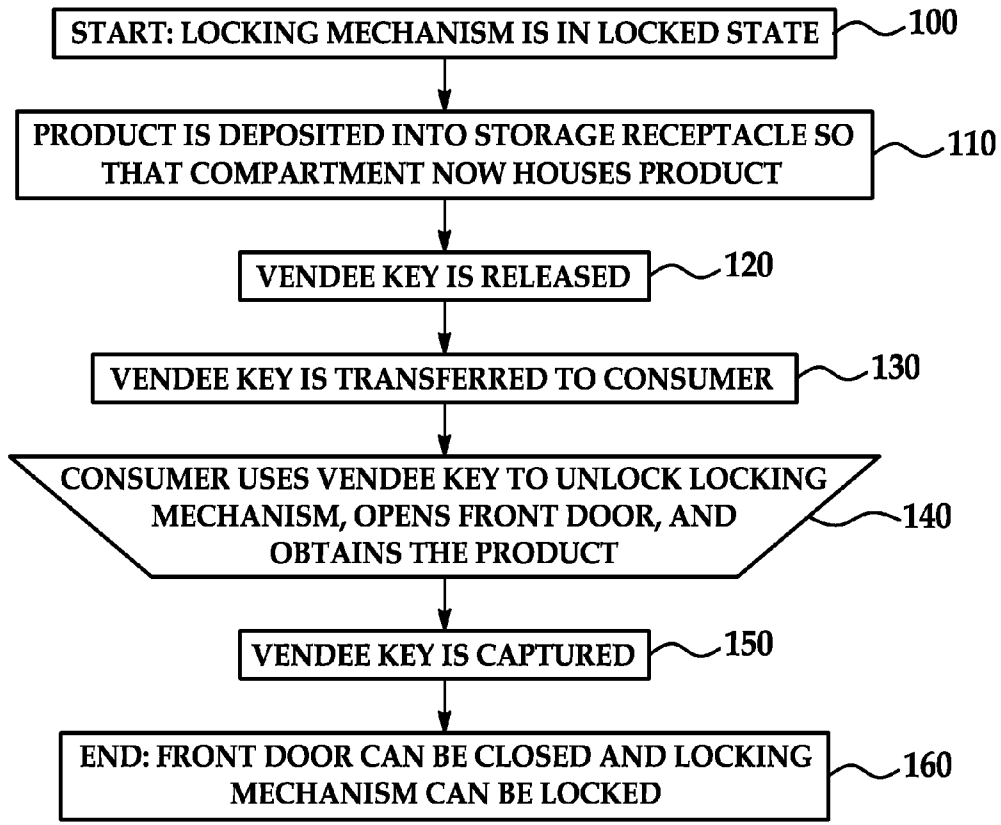 START: LOCKING MECHANISM IS IN LOCKED STATE
100
PRODUCT IS DEPOSITED INTO STORAGE RECEPTACLE SO
THAT COMPARTMENT NOW HOUSES PRODUCT
110
VENDEE KEY IS RELEASED
120
VENDEE KEY IS TRANSFERRED TO CONSUMER
130
CONSUMER USES VENDEE KEY TO UNLOCK LOCKING
MECHANISM, OPENS FRONT DOOR, AND
OBTAINS THE PRODUCT
140
VENDEE KEY IS CAPTURED
150
END: FRONT DOOR CAN BE CLOSED AND LOCKING
MECHANISM CAN BE LOCKED
160